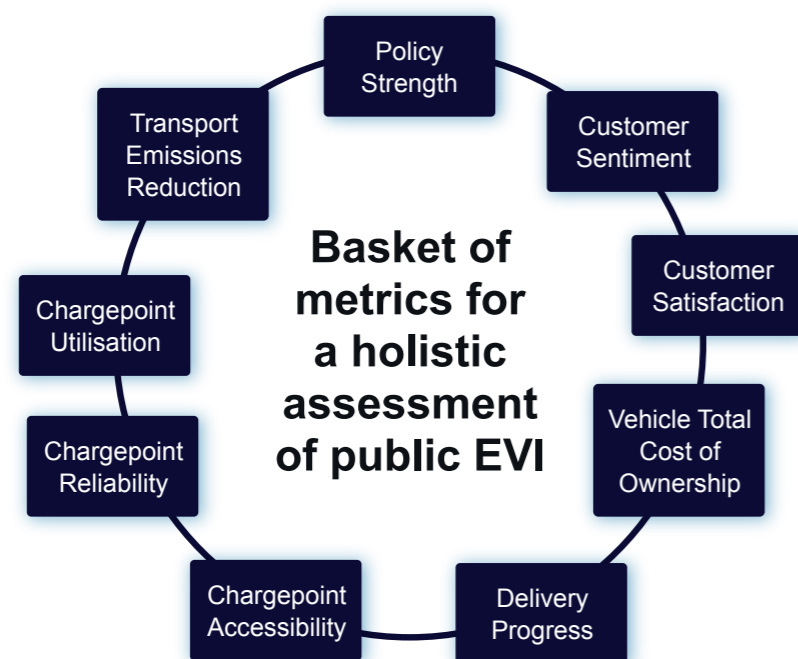 Policy
Strength
Customer
Sentiment
Customer
Satisfaction
Vehicle Total
Cost of
Ownership
Delivery
Progress
Chargepoint
Accessibility
Chargepoint
Reliability
Chargepoint
Utilisation
Transport
Emissions
Reduction
Basket of
metrics for
a holistic
assessment
of public EVI